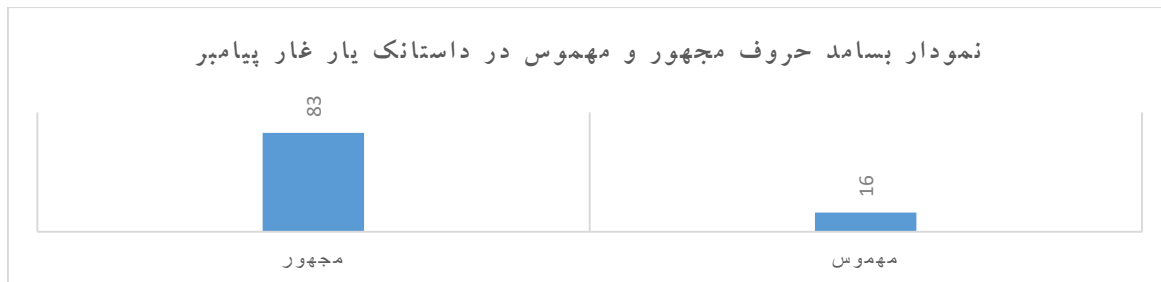 نمودار بسامد حروف مجهور و مهموس در داستانک یار غار پیامبر
83
16
مجهور
مهموس